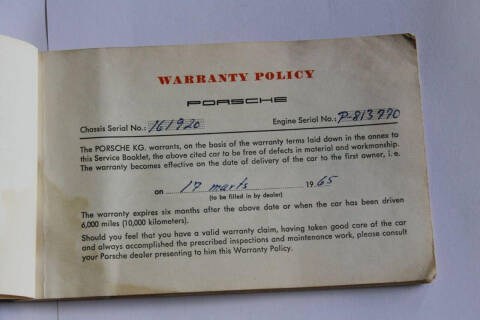 WARRANTY POLICY
PORSCHE
Chassis Serial No.: 161920 Engine Serial No.: P-813770
The PORSCHE KG. warrants, on the basis of the warranty terms laid down in the annex to
this Service Booklet, the above cited car to be free of defects in material and workmanship.
The warranty becomes effective on the date of delivery of the car to the first owner, i. e.
on 17 marts 1965
(to be filled in by dealer)
The warranty expires six months after the above date or when the car has been driven
6,000 miles (10,000 kilometers).
Should you feel that you have a valid warranty claim, having taken good care of the car
and always accomplished the prescribed inspections and maintenance work, please consult
your Porsche dealer presenting to him this Warranty Policy.